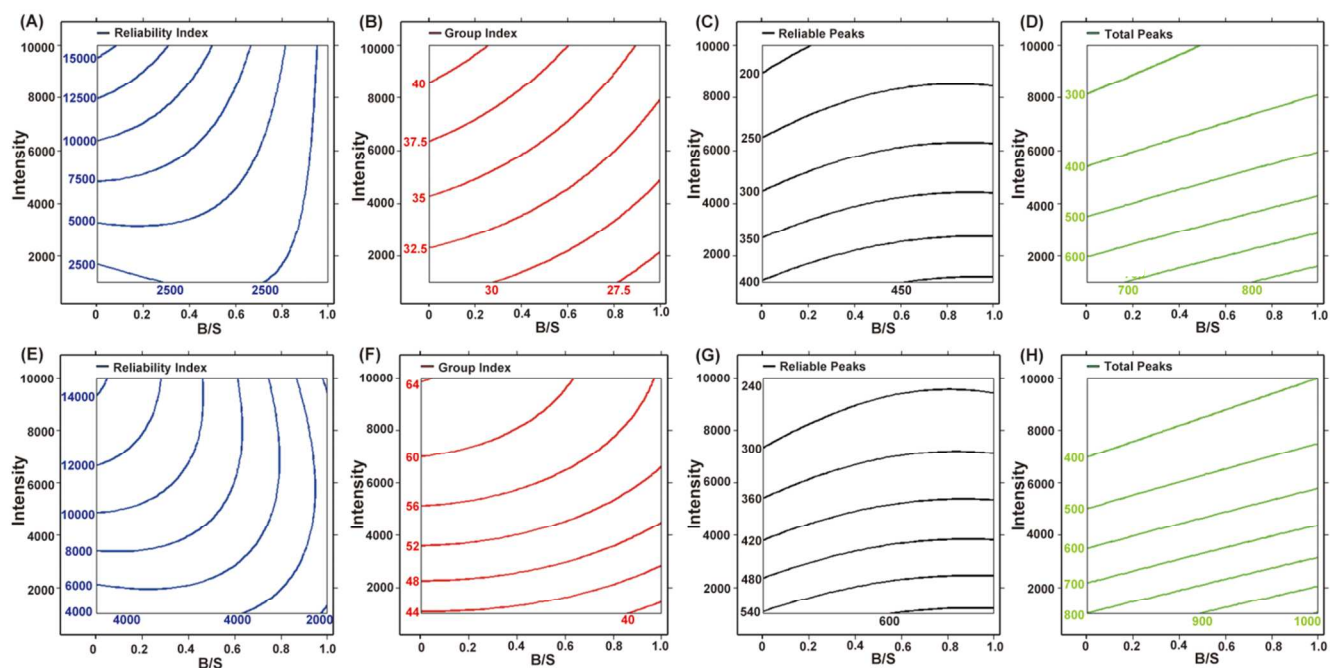 (A) Reliability Index
10000
8000
6000
4000
2000
Intensity
15000
12500
10000
7500
5000
2500
2500 2500
0 0.2 0.4 0.6 0.8 1.0
B/S
(B) Group Index
10000
8000
6000
4000
2000
Intensity
40
37.5
35
32.5
30 27.5
0 0.2 0.4 0.6 0.8 1.0
B/S
(C) Reliable Peaks
10000
8000
6000
4000
2000
Intensity
200
250
300
350
400
450
0 0.2 0.4 0.6 0.8 1.0
B/S
(D) Total Peaks
10000
8000
6000
4000
2000
Intensity
300
400
500
600
700 800
0 0.2 0.4 0.6 0.8 1.0
B/S
(E) Reliability Index
10000
8000
6000
4000
2000
Intensity
14000
12000
10000
8000
6000
4000
4000 4000 2000
0 0.2 0.4 0.6 0.8 1.0
B/S
(F) Group Index
10000
8000
6000
4000
2000
Intensity
64
60
56
52
48
44
40
0 0.2 0.4 0.6 0.8 1.0
B/S
(G) Reliable Peaks
10000
8000
6000
4000
2000
Intensity
240
300
360
420
480
540
600
0 0.2 0.4 0.6 0.8 1.0
B/S
(H) Total Peaks
10000
8000
6000
4000
2000
Intensity
400
500
600
700
800
900 1000
0 0.2 0.4 0.6 0.8 1.0
B/S